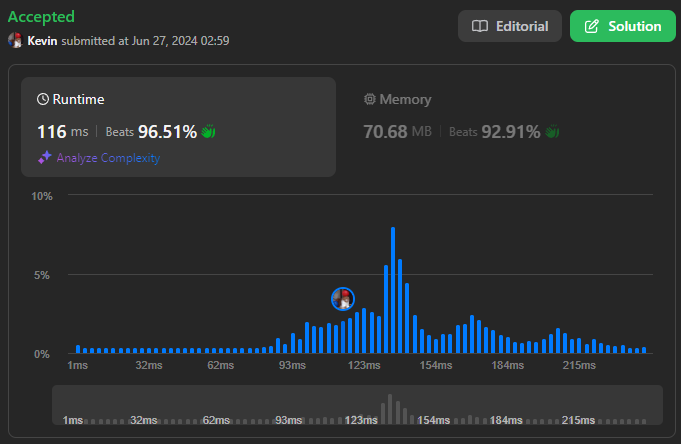 Accepted
Editorial
Solution
Kevin submitted at Jun 27, 2024 02:59
Runtime
Memory
116 ms | Beats 96.51%
70.68 MB | Beats 92.91%
Analyze Complexity
10%
5%
0%
1ms 32ms 62ms 93ms 123ms 154ms 184ms 215ms
1ms 32ms 62ms 93ms 123ms 154ms 184ms 215ms